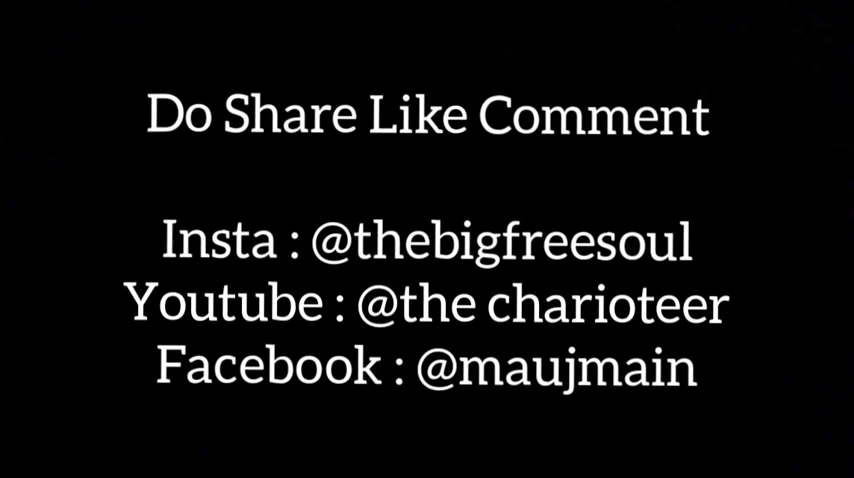 Do Share Like Comment
Insta : @thebigfreesoul
Youtube : @the charioteer
Facebook : @maujmain